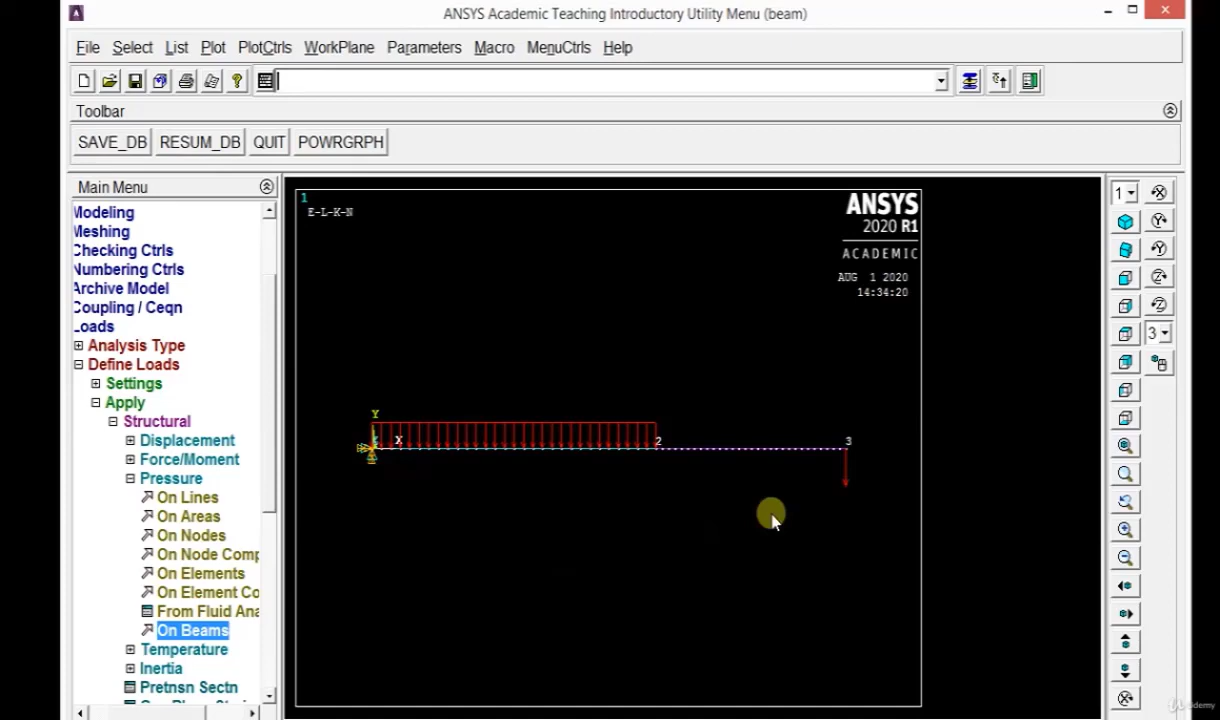 ANSYS Academic Teaching Introductory Utility Menu (beam)
File Select List Plot PlotCtrls WorkPlane Parameters Macro MenuCtrls Help
Toolbar
SAVE_DB RESUM_DB QUIT POWRGRPH
Main Menu
Modeling
Meshing
Checking Ctrls
Numbering Ctrls
Archive Model
Coupling / Ceqn
Loads
Analysis Type
Define Loads
Settings
Apply
Structural
Displacement
Force/Moment
Pressure
On Lines
On Areas
On Nodes
On Node Comp
On Elements
On Element Co
From Fluid Ana
On Beams
Temperature
Inertia
Pretnsn Sectn
1
E-L-K-N
ANSYS
2020 R1
ACADEMIC
AUG 1 2020
14:34:20
Y
X
2
3
1
X
Y
Y
Z
Z
3
X
udemy